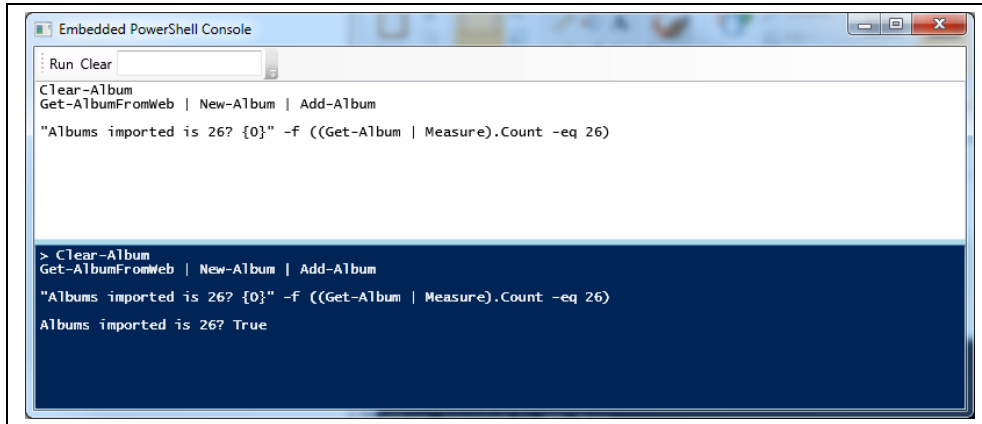 Embedded PowerShell Console
Run Clear
Clear-Album
Get-AlbumFromWeb | New-Album | Add-Album
"Albums imported is 26? {0}" -f ((Get-Album | Measure).Count -eq 26)
> Clear-Album
Get-AlbumFromWeb | New-Album | Add-Album
"Albums imported is 26? {0}" -f ((Get-Album | Measure).Count -eq 26)
Albums imported is 26? True